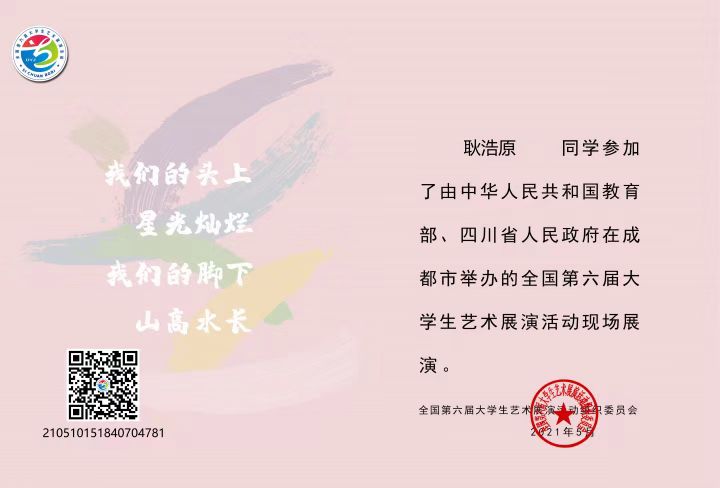 我们的头上
星光灿烂
我们的脚下
山高水长
210510151840704781
耿浩原 同学参加
了由中华人民共和国教育
部、四川省人民政府在成
都市举办的全国第六届大
学生艺术展演活动现场展
演。
全国第六届大学生艺术展演活动组织委员会
2021年5月